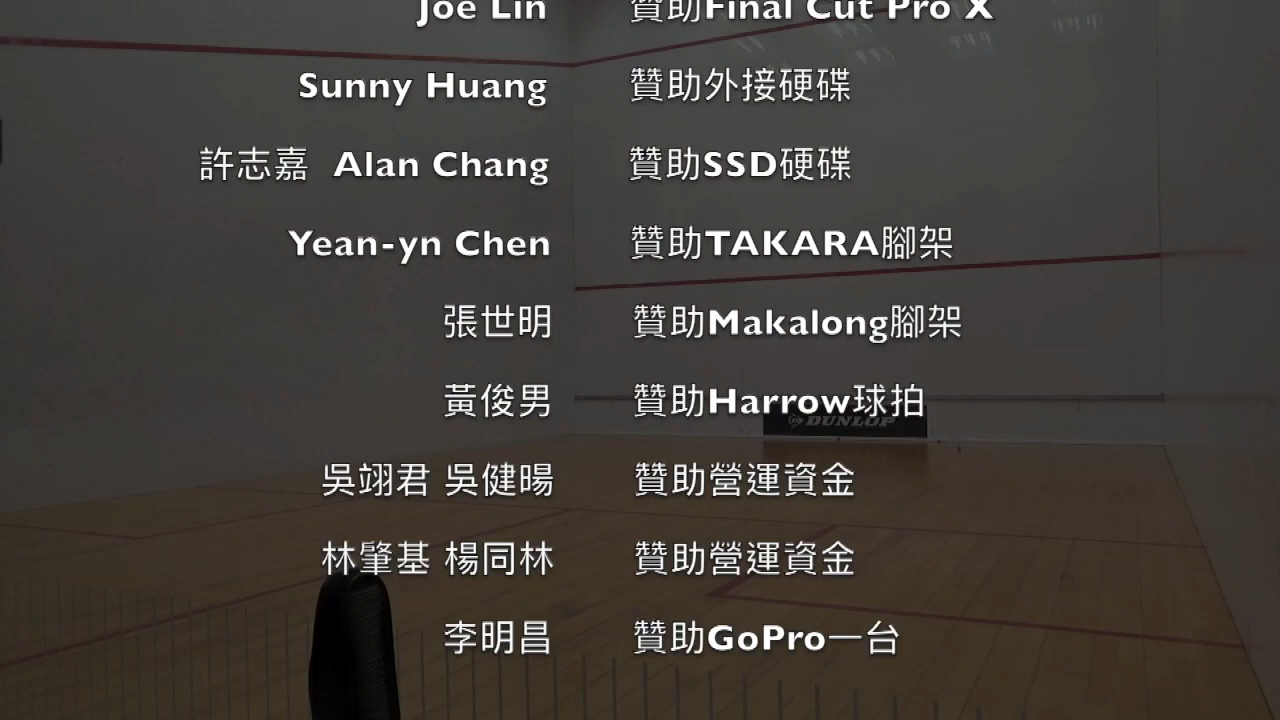 Joe Lin 贊助Final Cut Pro X
Sunny Huang 贊助外接硬碟
許志嘉 Alan Chang 贊助SSD硬碟
Yean-yn Chen 贊助TAKARA腳架
張世明 贊助Makalong腳架
黃俊男 贊助Harrow球拍
DUNLOP
吳翊君 吳健暘 贊助營運資金
林肇基 楊同林 贊助營運資金
李明昌 贊助GoPro一台